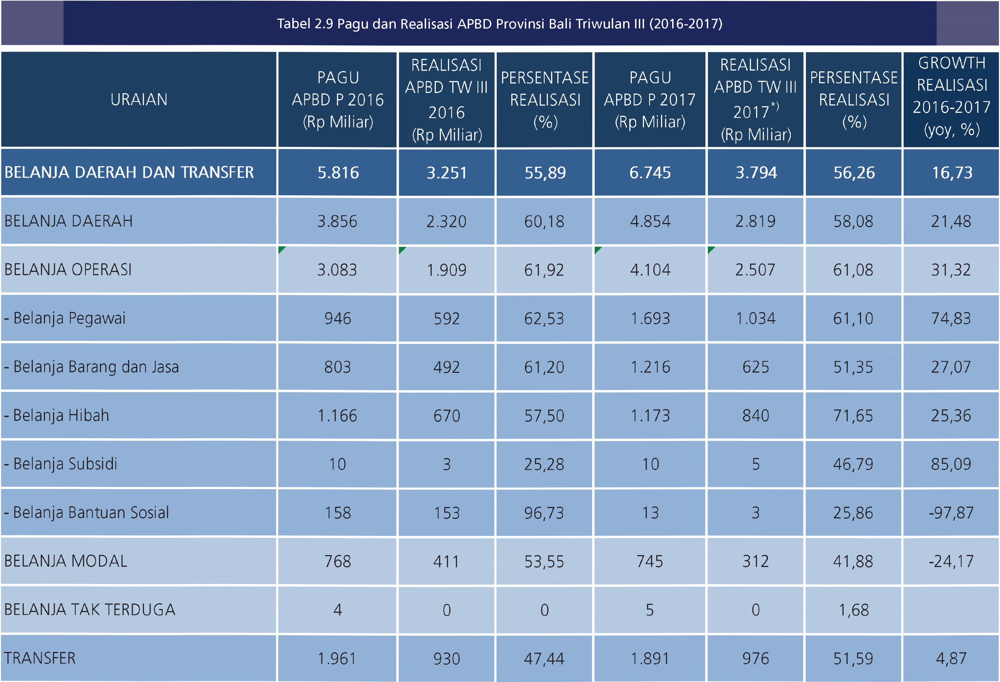 Tabel 2.9 Pagu dan Realisasi APBD Provinsi Bali Triwulan III (2016-2017)
URAIAN
PAGU
APBD P 2016
(Rp Miliar)
REALISASI
APBD TW III
2016
(Rp Miliar)
PERSENTASE
REALISASI
(%)
PAGU
APBD P 2017
(Rp Miliar)
REALISASI
APBD TW III
2017*)
(Rp Miliar)
PERSENTASE
REALISASI
(%)
GROWTH
REALISASI
2016-2017
(yoy, %)
BELANJA DAERAH DAN TRANSFER 5.816 3.251 55,89 6.745 3.794 56,26 16,73
BELANJA DAERAH 3.856 2.320 60,18 4.854 2.819 58,08 21,48
BELANJA OPERASI 3.083 1.909 61,92 4.104 2.507 61,08 31,32
- Belanja Pegawai 946 592 62,53 1.693 1.034 61,10 74,83
- Belanja Barang dan Jasa 803 492 61,20 1.216 625 51,35 27,07
- Belanja Hibah 1.166 670 57,50 1.173 840 71,65 25,36
- Belanja Subsidi 10 3 25,28 10 5 46,79 85,09
- Belanja Bantuan Sosial 158 153 96,73 13 3 25,86 -97,87
BELANJA MODAL 768 411 53,55 745 312 41,88 -24,17
BELANJA TAK TERDUGA 4 0 0 5 0 1,68
TRANSFER 1.961 930 47,44 1.891 976 51,59 4,87